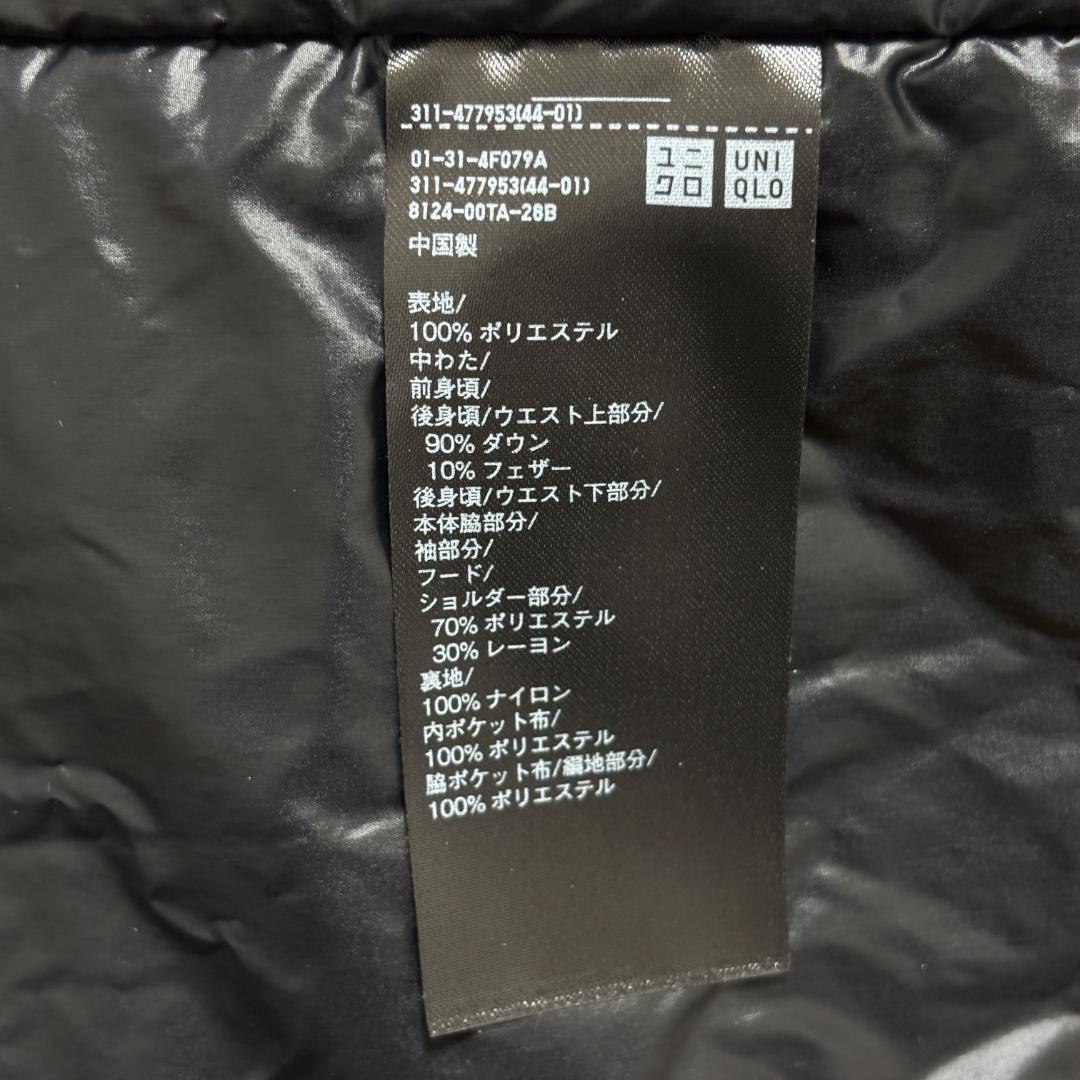 311-477953(44-01)
01-31-4F079A
311-477953(44-01)
8124-00TA-28B
ユニ
クロ
UNI
QLO
中国製
表地/
100% ポリエステル
中わた/
前身頃/
後身頃/ウエスト上部分/
90% ダウン
10% フェザー
後身頃/ウエスト下部分/
本体脇部分/
袖部分/
フード/
ショルダー部分/
70% ポリエステル
30% レーヨン
裏地/
100% ナイロン
内ポケット布/
100% ポリエステル
脇ポケット布/編地部分/
100% ポリエステル